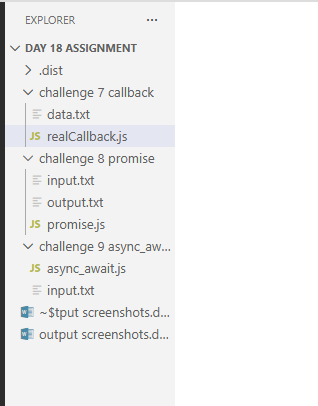 EXPLORER ...
DAY 18 ASSIGNMENT
.dist
challenge 7 callback
data.txt
JS realCallback.js
challenge 8 promise
input.txt
output.txt
JS promise.js
challenge 9 async_aw...
JS async_await.js
input.txt
~$tput screenshots.d...
output screenshots.d...